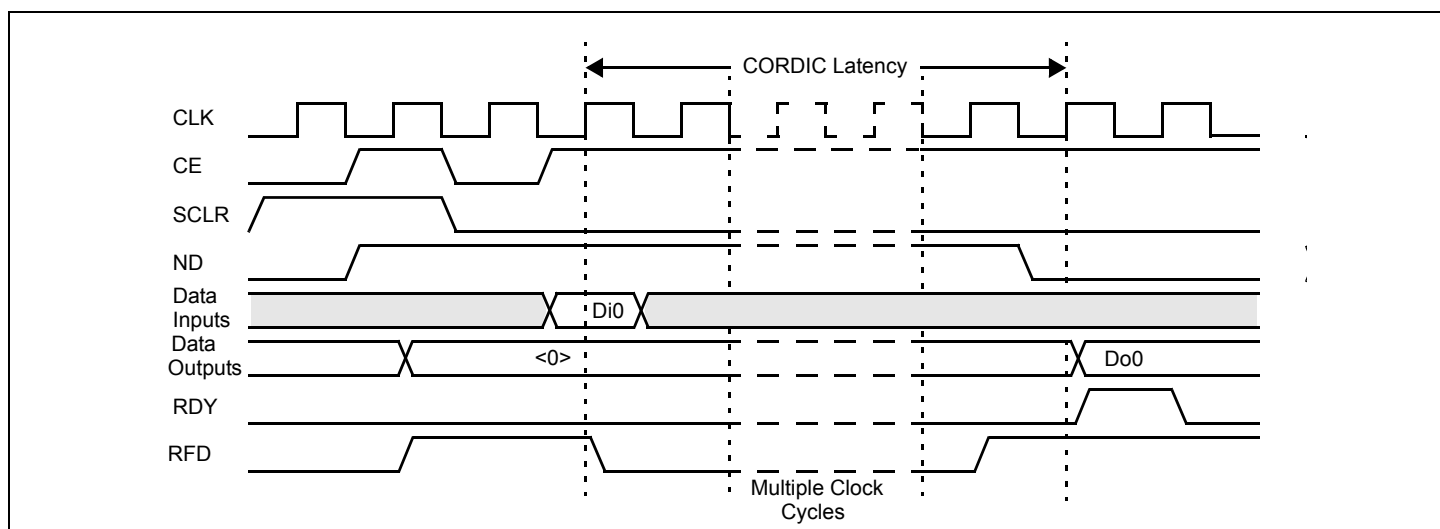 CORDIC Latency
CLK
CE
SCLR
ND
Data
Inputs
Di0
Data
Outputs
<0>
Do0
RDY
RFD
Multiple Clock
Cycles